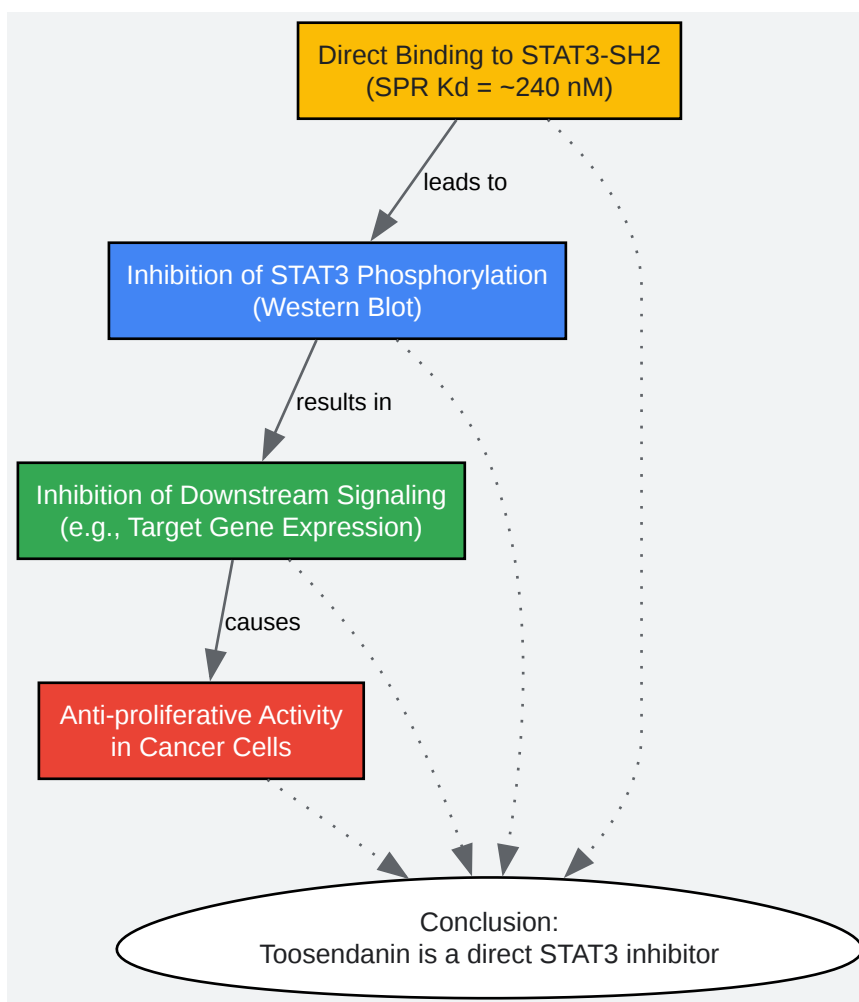 Direct Binding to STAT3-SH2
(SPR Kd = ~240 nM)
leads to
Inhibition of STAT3 Phosphorylation
(Western Blot)
results in
Inhibition of Downstream Signaling
(e.g., Target Gene Expression)
causes
Anti-proliferative Activity
in Cancer Cells
Conclusion:
Toosendanin is a direct STAT3 inhibitor